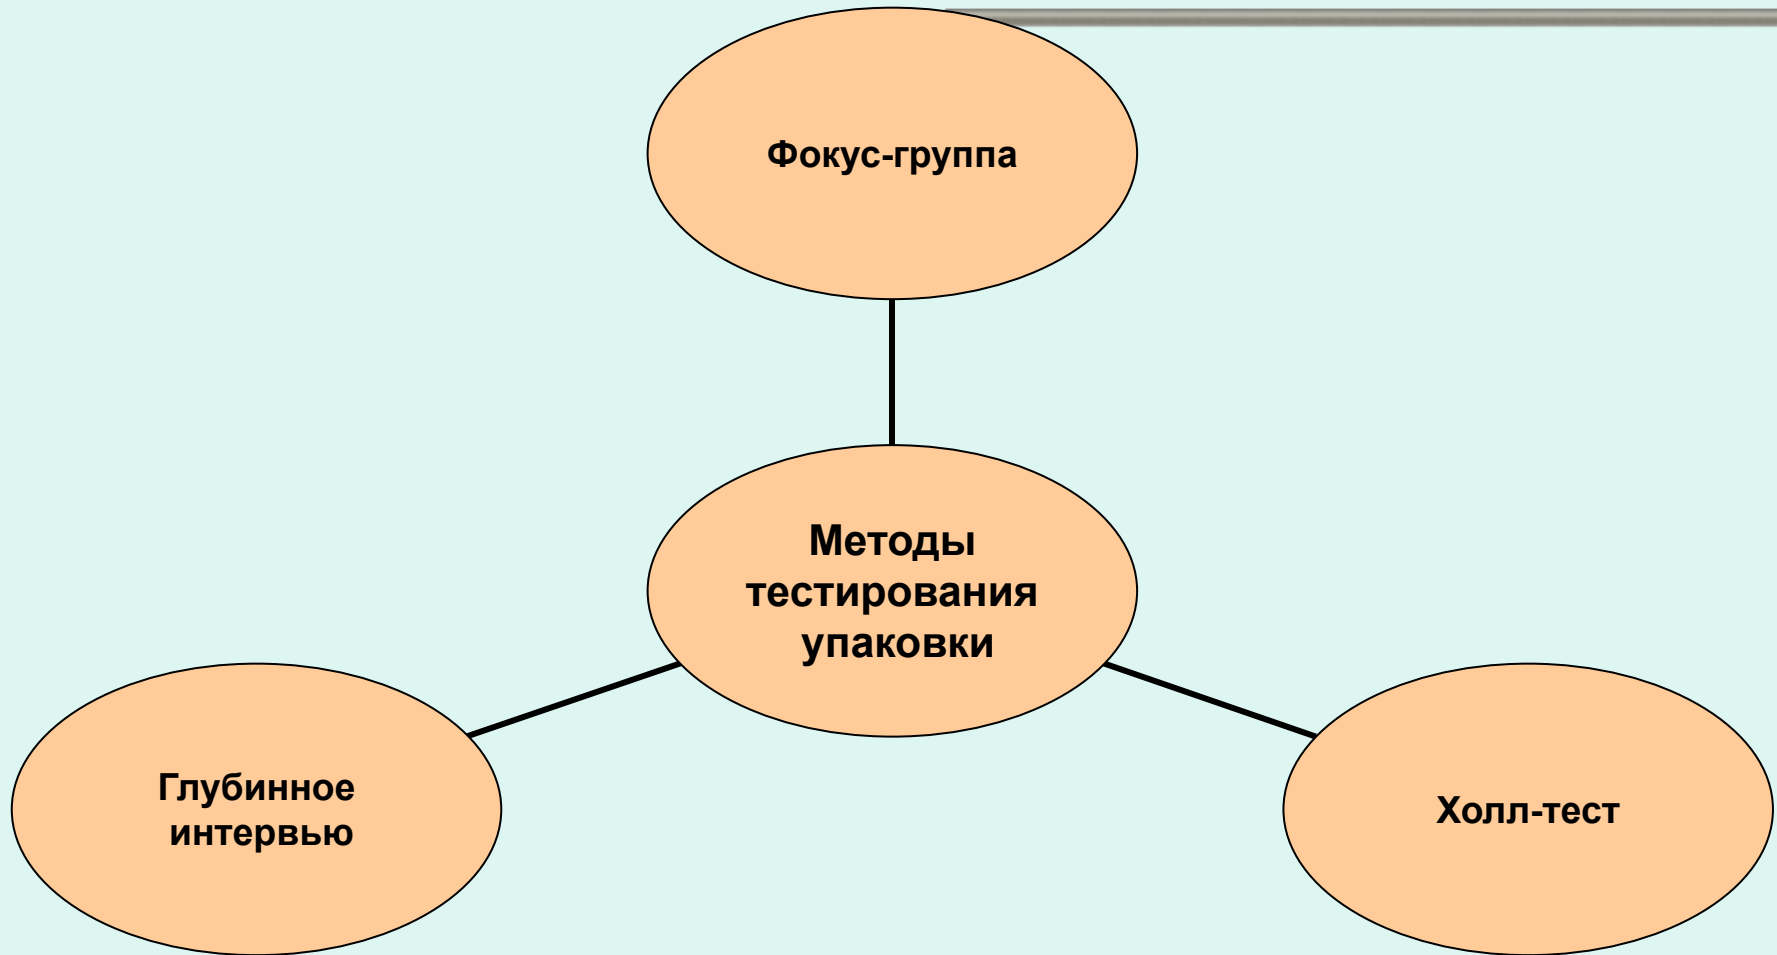 Фокус-группа
Методы
тестирования
упаковки
Глубинное
интервью
Холл-тест